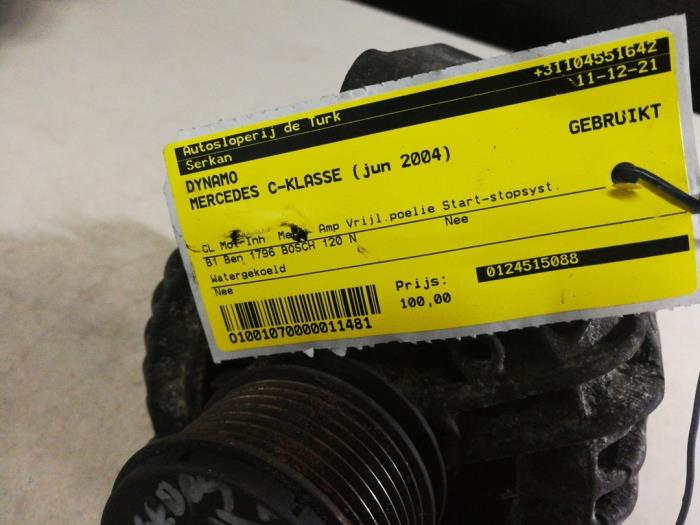 +31104551642
11-12-21
Autosloperij de Turk
Serkan
GEBRUIKT
DYNAMO
MERCEDES C-KLASSE (jun 2004)
CL Mot-Inh Amp Vrijl.poelie Start-stopsyst.
B1 Ben 1796 BOSCH 120 N Nee
Watergekoeld
Nee
Prijs:
100,00
0124515088
01001070000011481